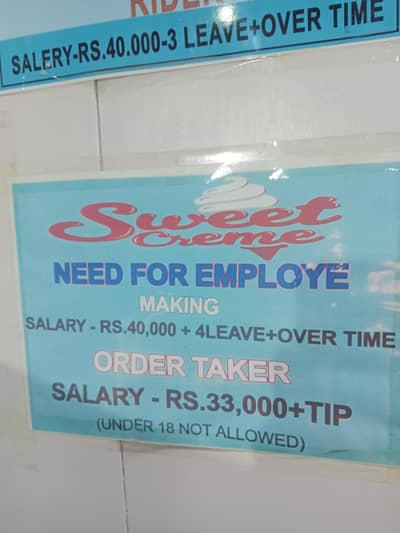 RIDER
SALERY-RS.40.000-3 LEAVE+OVER TIME
Sweet
Creme
NEED FOR EMPLOYE
MAKING
SALARY - RS.40,000 + 4LEAVE+OVER TIME
ORDER TAKER
SALARY - RS.33,000+TIP
(UNDER 18 NOT ALLOWED)